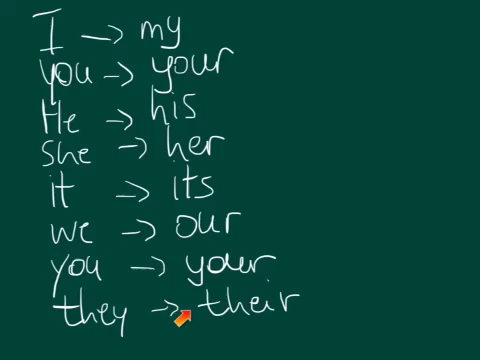 I → my
you → your
He → his
she → her
it → its
we → our
you → your
they → their